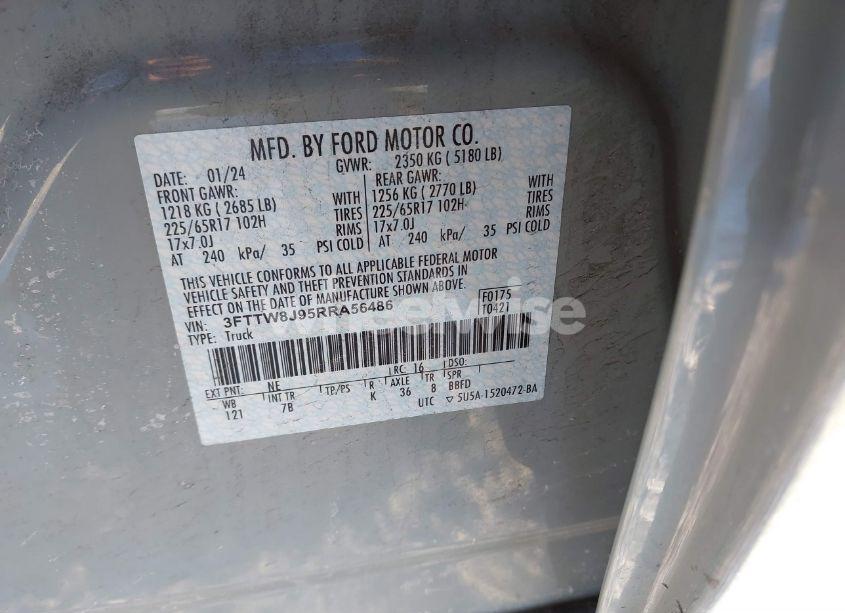 MFD. BY FORD MOTOR CO.
DATE: 01/24 GVWR: 2350 KG ( 5180 LB)
FRONT GAWR: WITH REAR GAWR: WITH
1218 KG ( 2685 LB) TIRES 1256 KG ( 2770 LB) TIRES
225/65R17 102H RIMS 225/65R17 102H RIMS
17x7.0J 17x7.0J
AT 240 kPa/ 35 PSI COLD AT 240 kPa/ 35 PSI COLD
THIS VEHICLE CONFORMS TO ALL APPLICABLE FEDERAL MOTOR
VEHICLE SAFETY AND THEFT PREVENTION STANDARDS IN
EFFECT ON THE DATE OF MANUFACTURE SHOWN ABOVE.
VIN: 3FTTW8J95RRA56486 F0175
TYPE: Truck T0421
wheelwise
RC: 16 DSO:
EXT PNT: NE INT TR TP/PS R AXLE TR SPR
WB 7B K 36 8 BBFD
121 UTC ▽ 5U5A-1520472-BA